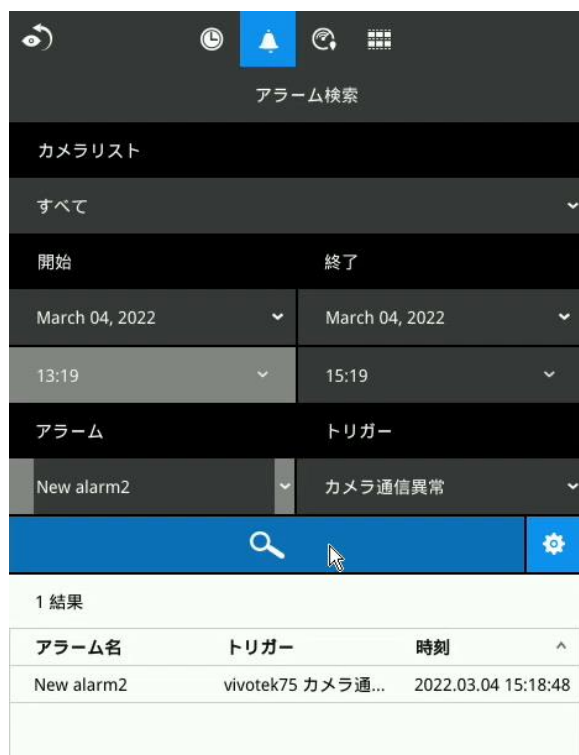 アラーム検索
カメラリスト
すべて
開始 終了
March 04, 2022 March 04, 2022
13:19 15:19
アラーム トリガー
New alarm2 カメラ通信異常
1 結果
アラーム名 トリガー 時刻
New alarm2 vivotek75 カメラ通... 2022.03.04 15:18:48